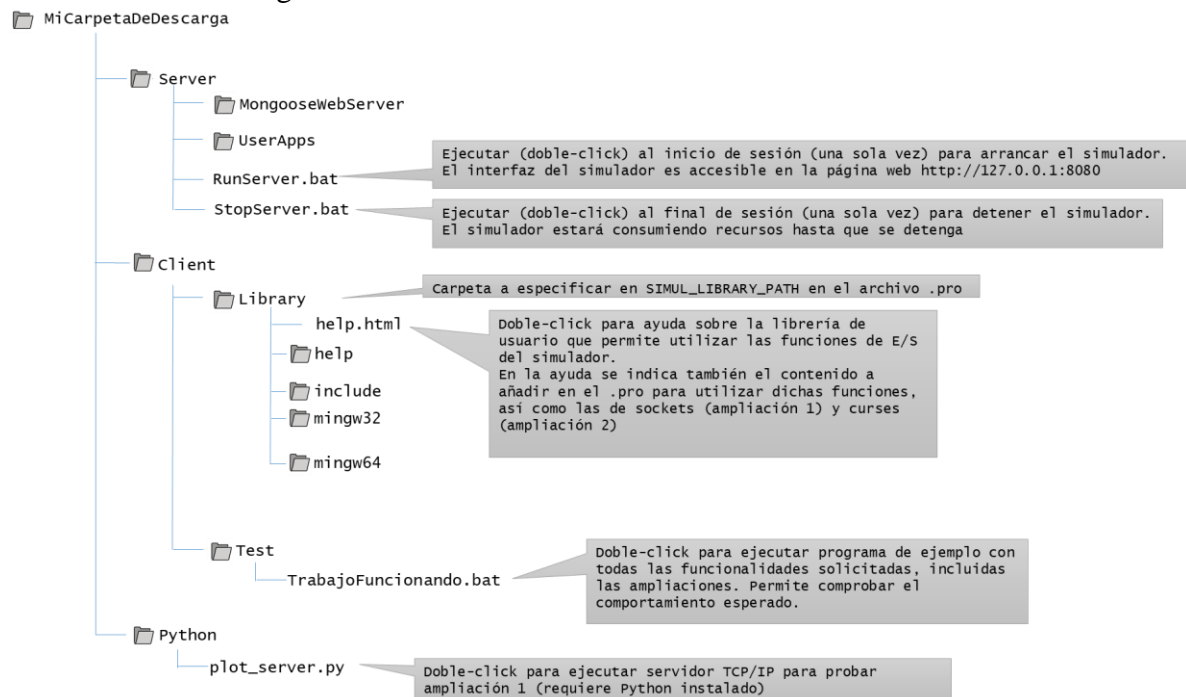 MiCarpetaDeDescarga
Server
MongooseWebServer
UserApps
RunServer.bat
Ejecutar (doble-click) al inicio de sesión (una sola vez) para arrancar el simulador.
El interfaz del simulador es accesible en la página web http://127.0.0.1:8080
StopServer.bat
Ejecutar (doble-click) al final de sesión (una sola vez) para detener el simulador.
El simulador estará consumiendo recursos hasta que se detenga
Client
Library
Carpeta a especificar en SIMUL_LIBRARY_PATH en el archivo .pro
help.html
Doble-click para ayuda sobre la librería de
usuario que permite utilizar las funciones de E/S
del simulador.
En la ayuda se indica también el contenido a
añadir en el .pro para utilizar dichas funciones,
así como las de sockets (ampliación 1) y curses
(ampliación 2)
help
include
mingw32
mingw64
Test
TrabajoFuncionando.bat
Doble-click para ejecutar programa de ejemplo con
todas las funcionalidades solicitadas, incluidas
las ampliaciones. Permite comprobar el
comportamiento esperado.
Python
plot_server.py
Doble-click para ejecutar servidor TCP/IP para probar
ampliación 1 (requiere Python instalado)